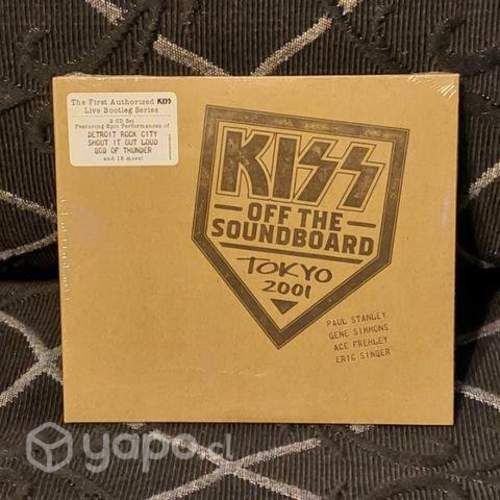 The First Authorized KISS
Live Bootleg Series
2 CD Set
Featuring Epic Performances of
DETROIT ROCK CITY
SHOUT IT OUT LOUD
GOD OF THUNDER
and 18 more!
KISS
OFF THE
SOUNDBOARD
TOKYO
2001
PAUL STANLEY
GENE SIMMONS
ACE FREHLEY
ERIC SINGER
yapo.cl